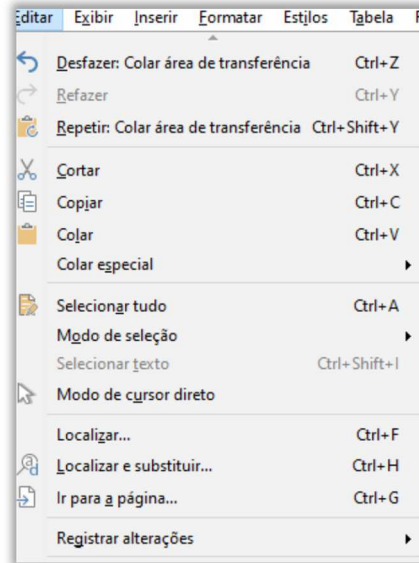 Editar Exibir Inserir Formatar Estilos Tabela
Desfazer: Colar área de transferência Ctrl+Z
Refazer Ctrl+Y
Repetir: Colar área de transferência Ctrl+Shift+Y
Cortar Ctrl+X
Copiar Ctrl+C
Colar Ctrl+V
Colar especial
Selecionar tudo Ctrl+A
Modo de seleção
Selecionar texto Ctrl+Shift+I
Modo de cursor direto
Localizar... Ctrl+F
Localizar e substituir... Ctrl+H
Ir para a página... Ctrl+G
Registrar alterações